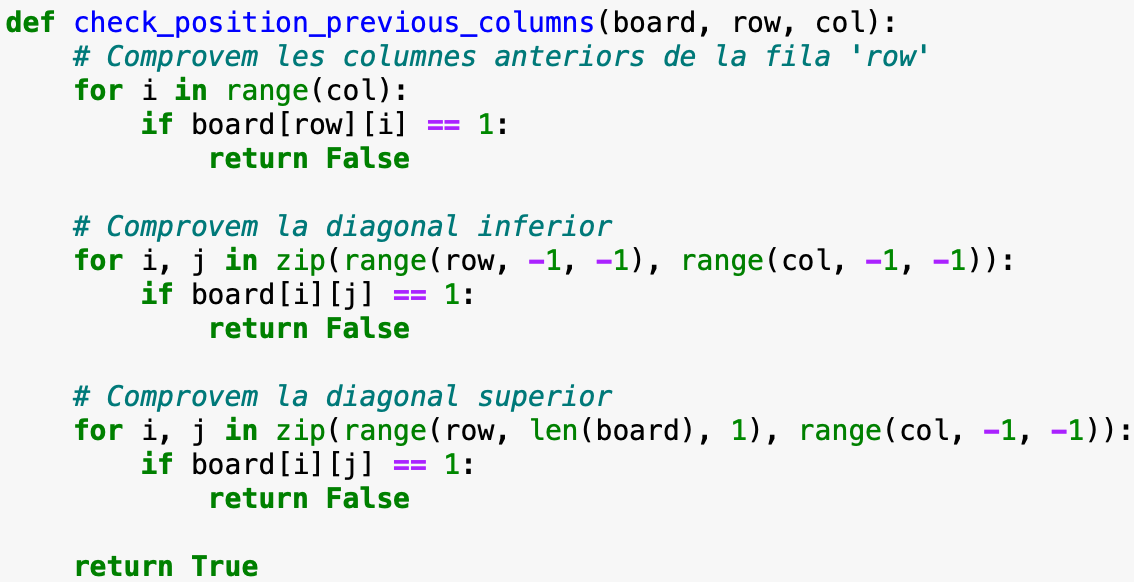 def check_position_previous_columns(board, row, col):
    # Comprovem les columnes anteriors de la fila 'row'
    for i in range(col):
        if board[row][i] == 1:
            return False

    # Comprovem la diagonal inferior
    for i, j in zip(range(row, -1, -1), range(col, -1, -1)):
        if board[i][j] == 1:
            return False

    # Comprovem la diagonal superior
    for i, j in zip(range(row, len(board), 1), range(col, -1, -1)):
        if board[i][j] == 1:
            return False

    return True